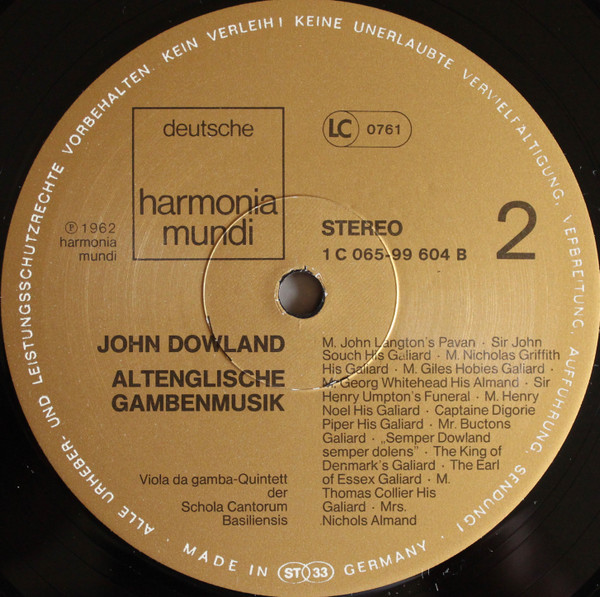 ALLE URHEBER- UND LEISTUNGSSCHUTZRECHTE VORBEHALTEN. KEIN VERLEIH! KEINE UNERLAUBTE VERVIELFÄLTIGUNG, VERBREITUNG, AUFFÜHRUNG, SENDUNG!
deutsche
harmonia
mundi
LC 0761
℗ 1962
harmonia
mundi
STEREO
1 C 065-99 604 B
2
JOHN DOWLAND
ALTENGLISCHE
GAMBENMUSIK
Viola da gamba-Quintett
der
Schola Cantorum
Basiliensis
M. John Langton's Pavan · Sir John
Souch His Galiard · M. Nicholas Griffith
His Galiard · M. Giles Hobies Galiard ·
M. Georg Whitehead His Almand · Sir
Henry Umpton's Funeral · M. Henry
Noel His Galiard · Captaine Digorie
Piper His Galiard · Mr. Buctons
Galiard · „Semper Dowland
semper dolens" · The King of
Denmark's Galiard · The Earl
of Essex Galiard · M.
Thomas Collier His
Galiard · Mrs.
Nichols Almand
· MADE IN ST 33 GERMANY ·